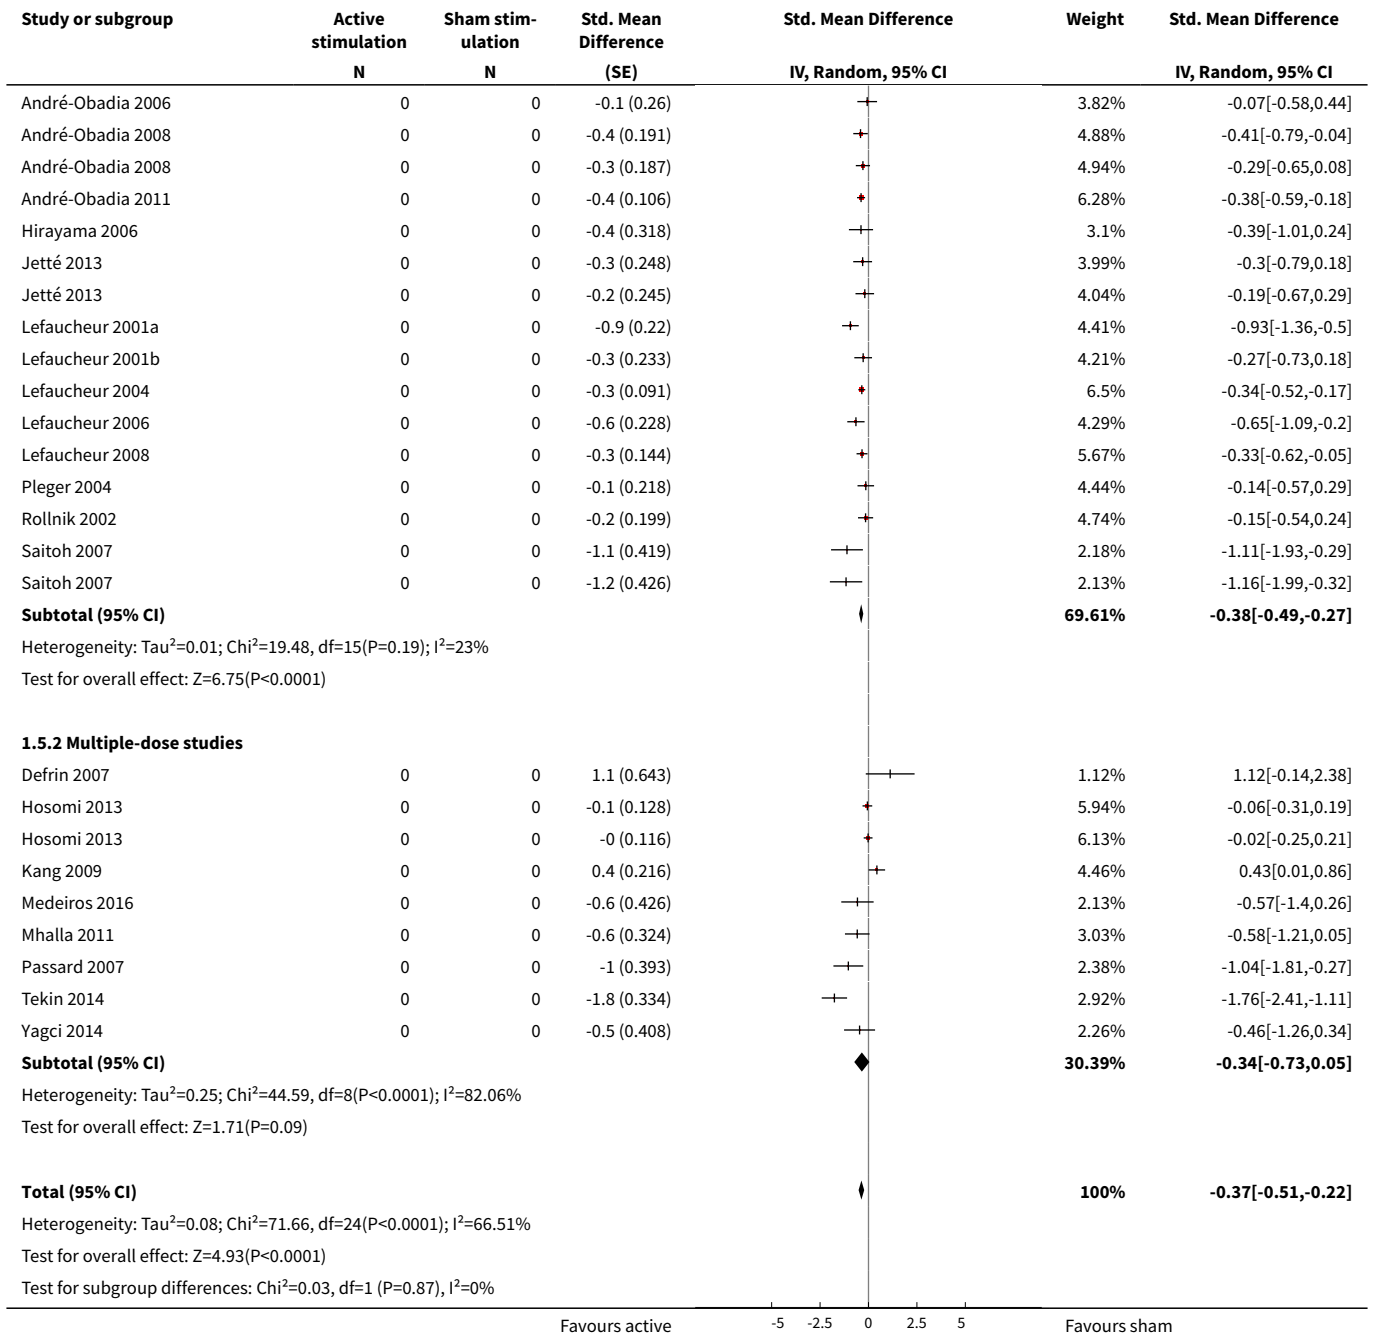 Study or subgroup Active stimulation Sham stim-ulation Std. Mean Difference Std. Mean Difference Weight Std. Mean Difference
N N (SE) IV, Random, 95% CI IV, Random, 95% CI
André-Obadia 2006 0 0 -0.1 (0.26) 3.82% -0.07[-0.58,0.44]
André-Obadia 2008 0 0 -0.4 (0.191) 4.88% -0.41[-0.79,-0.04]
André-Obadia 2008 0 0 -0.3 (0.187) 4.94% -0.29[-0.65,0.08]
André-Obadia 2011 0 0 -0.4 (0.106) 6.28% -0.38[-0.59,-0.18]
Hirayama 2006 0 0 -0.4 (0.318) 3.1% -0.39[-1.01,0.24]
Jetté 2013 0 0 -0.3 (0.248) 3.99% -0.3[-0.79,0.18]
Jetté 2013 0 0 -0.2 (0.245) 4.04% -0.19[-0.67,0.29]
Lefaucheur 2001a 0 0 -0.9 (0.22) 4.41% -0.93[-1.36,-0.5]
Lefaucheur 2001b 0 0 -0.3 (0.233) 4.21% -0.27[-0.73,0.18]
Lefaucheur 2004 0 0 -0.3 (0.091) 6.5% -0.34[-0.52,-0.17]
Lefaucheur 2006 0 0 -0.6 (0.228) 4.29% -0.65[-1.09,-0.2]
Lefaucheur 2008 0 0 -0.3 (0.144) 5.67% -0.33[-0.62,-0.05]
Pleger 2004 0 0 -0.1 (0.218) 4.44% -0.14[-0.57,0.29]
Rollnik 2002 0 0 -0.2 (0.199) 4.74% -0.15[-0.54,0.24]
Saitoh 2007 0 0 -1.1 (0.419) 2.18% -1.11[-1.93,-0.29]
Saitoh 2007 0 0 -1.2 (0.426) 2.13% -1.16[-1.99,-0.32]
Subtotal (95% CI) 69.61% -0.38[-0.49,-0.27]
Heterogeneity: Tau²=0.01; Chi²=19.48, df=15(P=0.19); I²=23%
Test for overall effect: Z=6.75(P<0.0001)
1.5.2 Multiple-dose studies
Defrin 2007 0 0 1.1 (0.643) 1.12% 1.12[-0.14,2.38]
Hosomi 2013 0 0 -0.1 (0.128) 5.94% -0.06[-0.31,0.19]
Hosomi 2013 0 0 -0 (0.116) 6.13% -0.02[-0.25,0.21]
Kang 2009 0 0 0.4 (0.216) 4.46% 0.43[0.01,0.86]
Medeiros 2016 0 0 -0.6 (0.426) 2.13% -0.57[-1.4,0.26]
Mhalla 2011 0 0 -0.6 (0.324) 3.03% -0.58[-1.21,0.05]
Passard 2007 0 0 -1 (0.393) 2.38% -1.04[-1.81,-0.27]
Tekin 2014 0 0 -1.8 (0.334) 2.92% -1.76[-2.41,-1.11]
Yagci 2014 0 0 -0.5 (0.408) 2.26% -0.46[-1.26,0.34]
Subtotal (95% CI) 30.39% -0.34[-0.73,0.05]
Heterogeneity: Tau²=0.25; Chi²=44.59, df=8(P<0.0001); I²=82.06%
Test for overall effect: Z=1.71(P=0.09)
Total (95% CI) 100% -0.37[-0.51,-0.22]
Heterogeneity: Tau²=0.08; Chi²=71.66, df=24(P<0.0001); I²=66.51%
Test for overall effect: Z=4.93(P<0.0001)
Test for subgroup differences: Chi²=0.03, df=1 (P=0.87), I²=0%
Favours active -5 -2.5 0 2.5 5 Favours sham